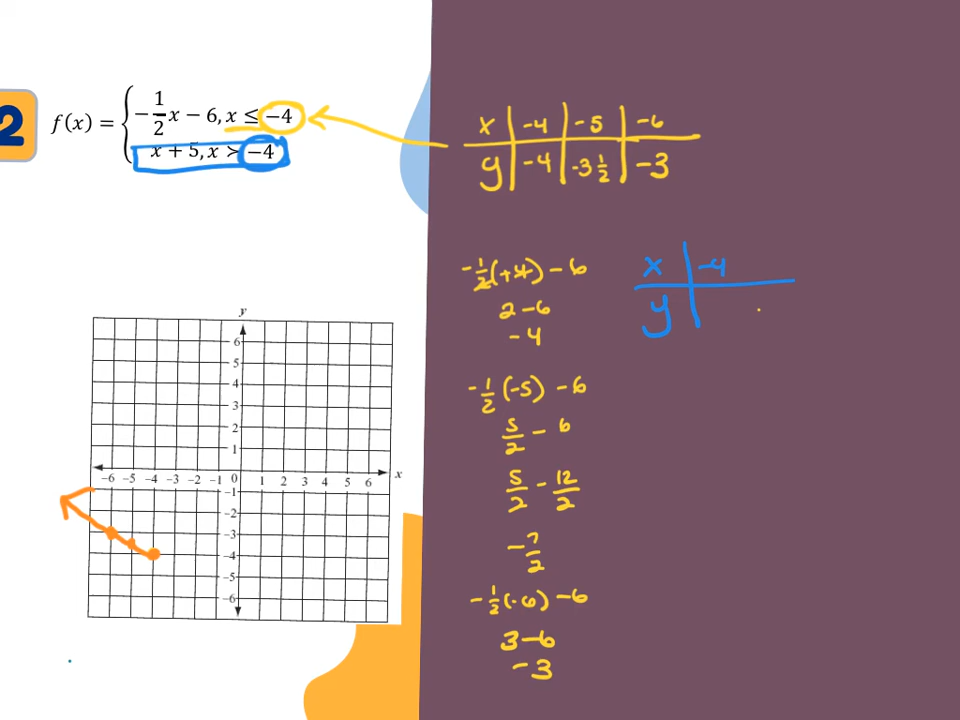 2
f(x) = { -1/2x − 6, x ≤ −4
x + 5, x > −4
x | -4 | -5 | -6
y | -4 | -3 1/2 | -3
-1/2(+4) - 6
2 - 6
-4
x | -4
y
-1/2(-5) - 6
5/2 - 6
5/2 - 12/2
-7/2
-1/2(-6) - 6
3 - 6
-3
y
6
5
4
3
2
1
−6 −5 −4 −3 −2 −1 0 1 2 3 4 5 6 x
−1
−2
−3
−4
−5
−6